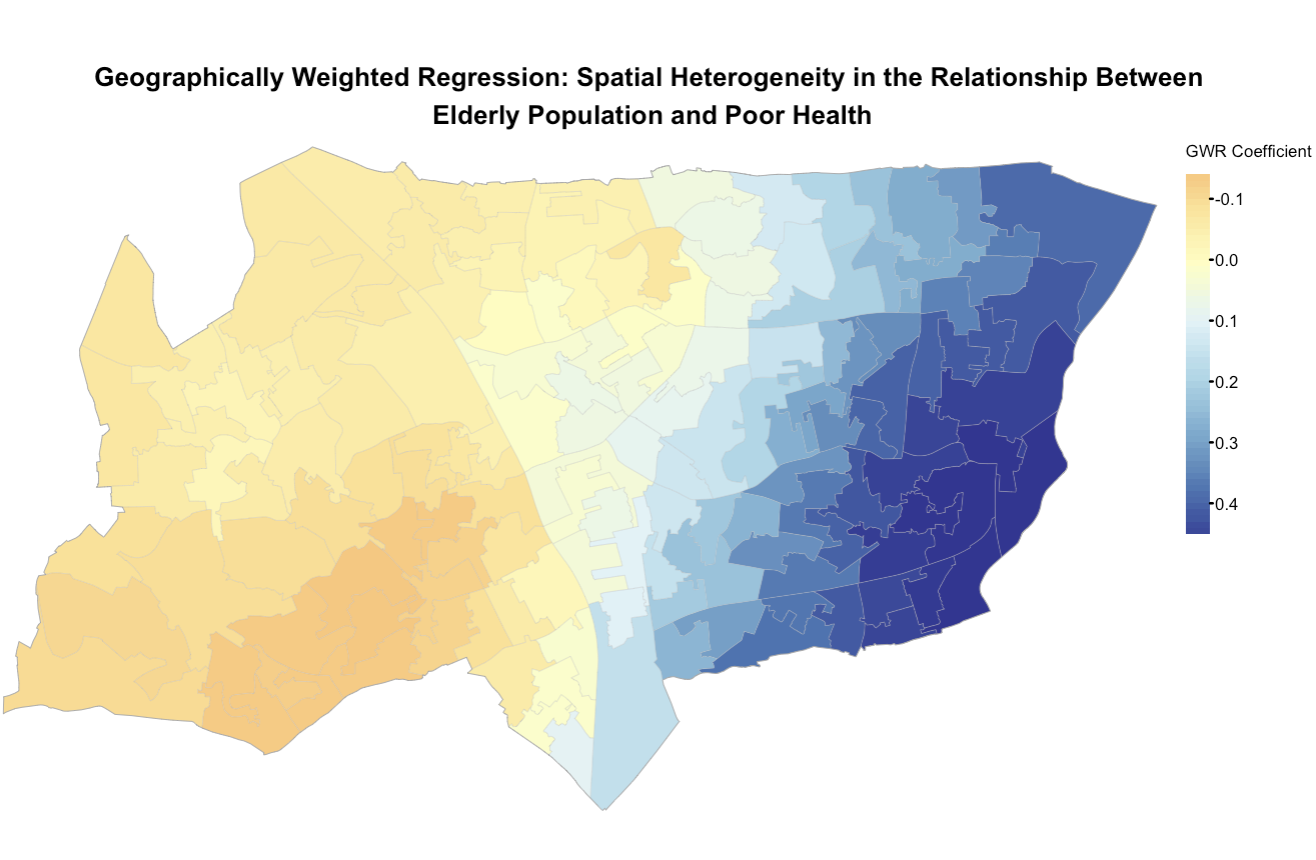 Geographically Weighted Regression: Spatial Heterogeneity in the Relationship Between
Elderly Population and Poor Health
GWR Coefficient
-0.1
0.0
0.1
0.2
0.3
0.4